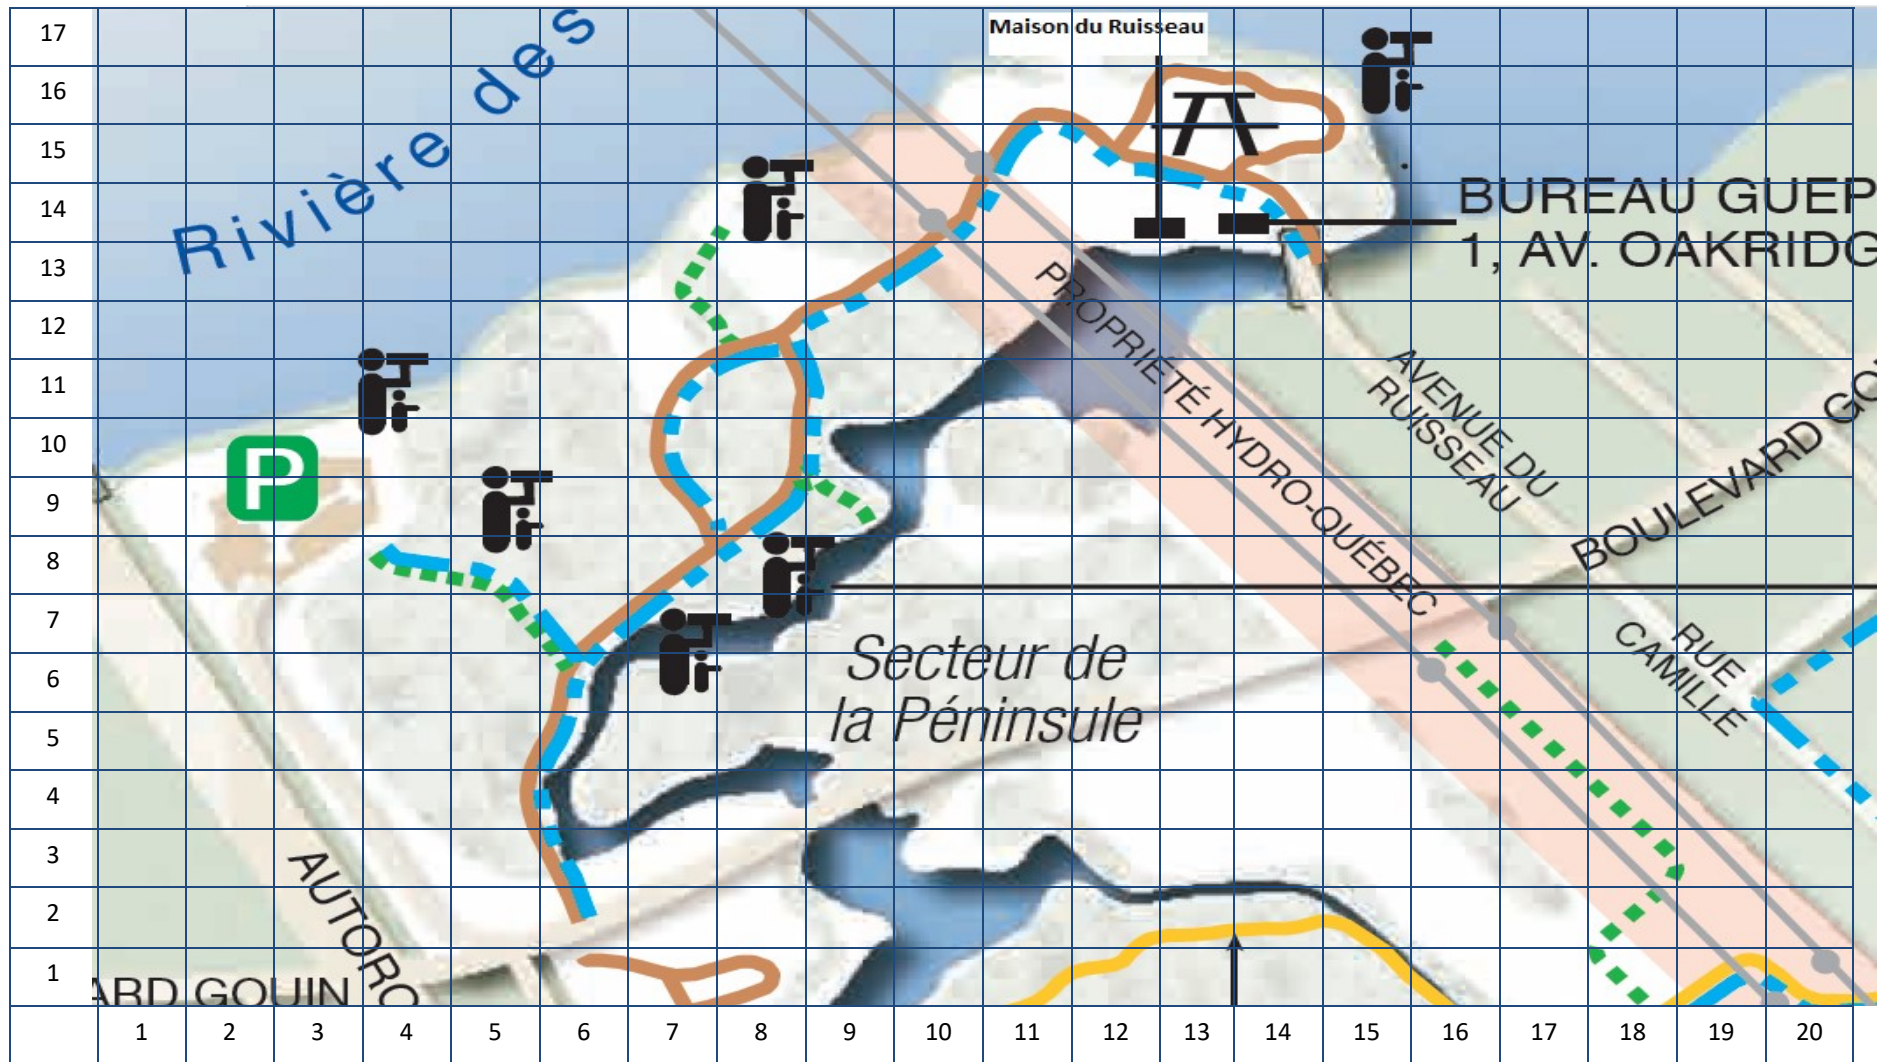 17
Maison du Ruisseau
16
15
14
13
12
11
10
9
8
7
6
5
4
3
2
1
Rivière des
P
BUREAU GUEP
1, AV. OAKRIDG
PROPRIÉTÉ HYDRO-QUÉBEC
AVENUE DU
RUISSEAU
BOULEVARD GO
RUE
CAMILLE
Secteur de
la Péninsule
AUTORO
ARD GOUIN
1 2 3 4 5 6 7 8 9 10 11 12 13 14 15 16 17 18 19 20